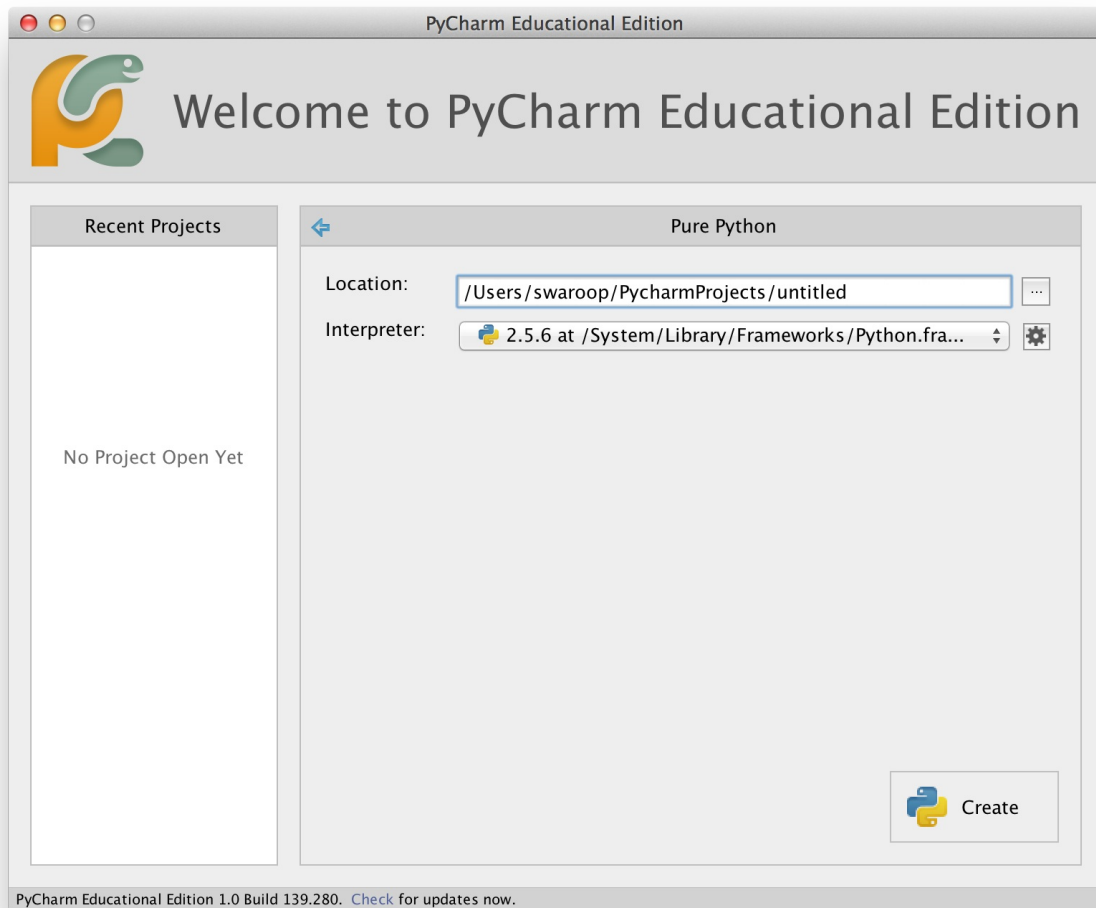 PyCharm Educational Edition
Welcome to PyCharm Educational Edition
Recent Projects
No Project Open Yet
Pure Python
Location:
/Users/swaroop/PycharmProjects/untitled
...
Interpreter:
2.5.6 at /System/Library/Frameworks/Python.fra...
Create
PyCharm Educational Edition 1.0 Build 139.280. Check for updates now.